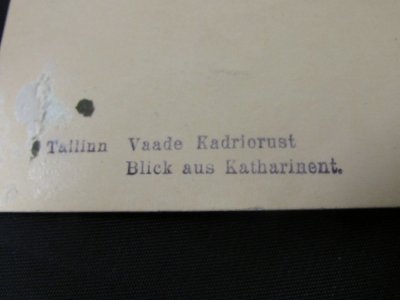 Tallinn Vaade Kadriorust
Blick aus Katharinent.